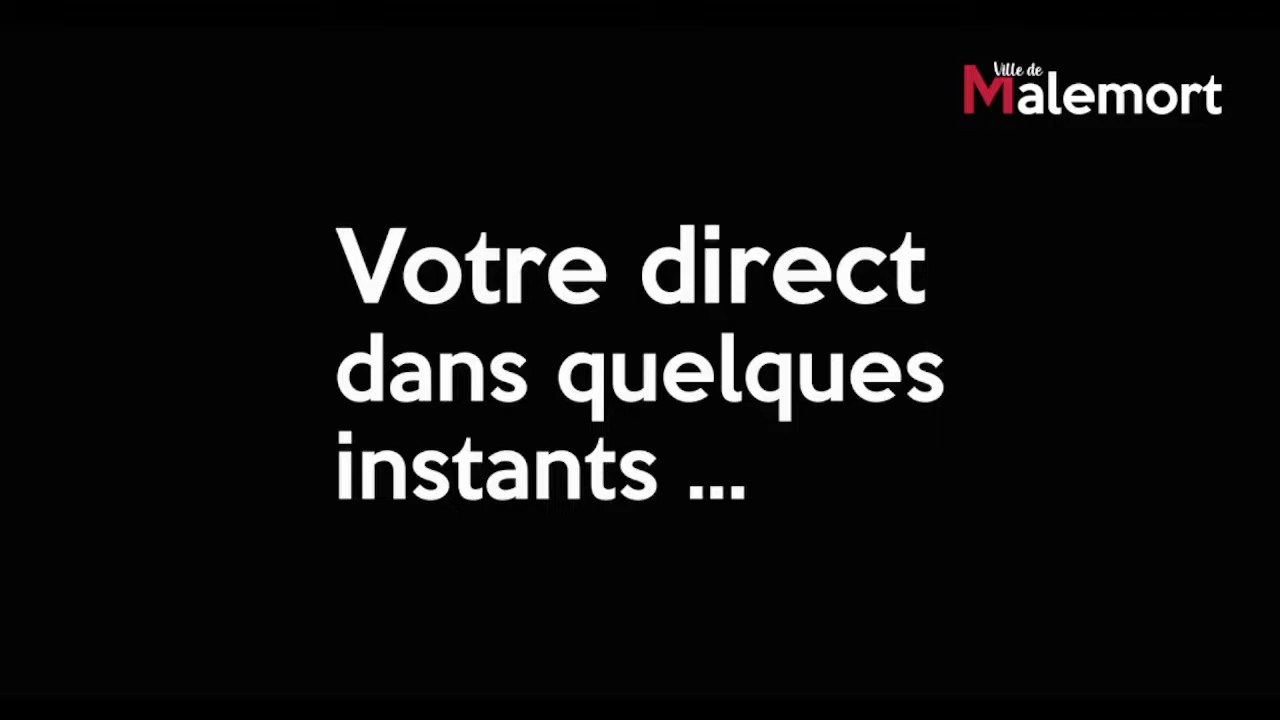 Ville de
Malemort
Votre direct
dans quelques
instants ...